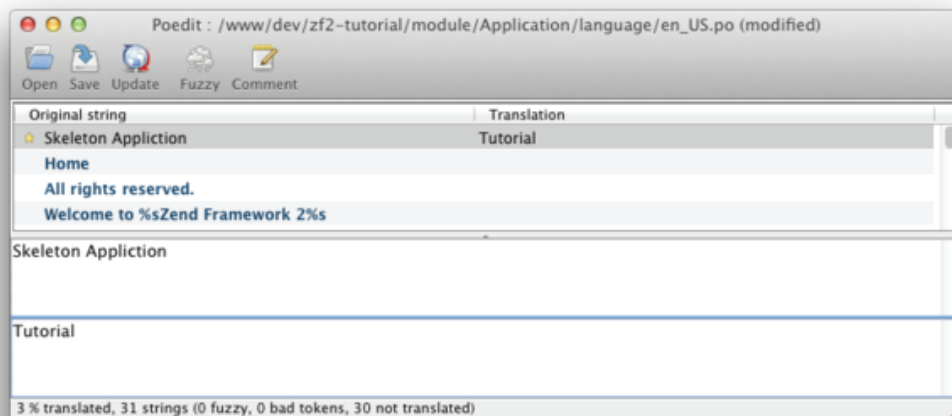 Poedit : /www/dev/zf2-tutorial/module/Application/language/en_US.po (modified)
Open Save Update Fuzzy Comment
Original string Translation
Skeleton Appliction Tutorial
Home
All rights reserved.
Welcome to %sZend Framework 2%s
Skeleton Appliction
Tutorial
3 % translated, 31 strings (0 fuzzy, 0 bad tokens, 30 not translated)